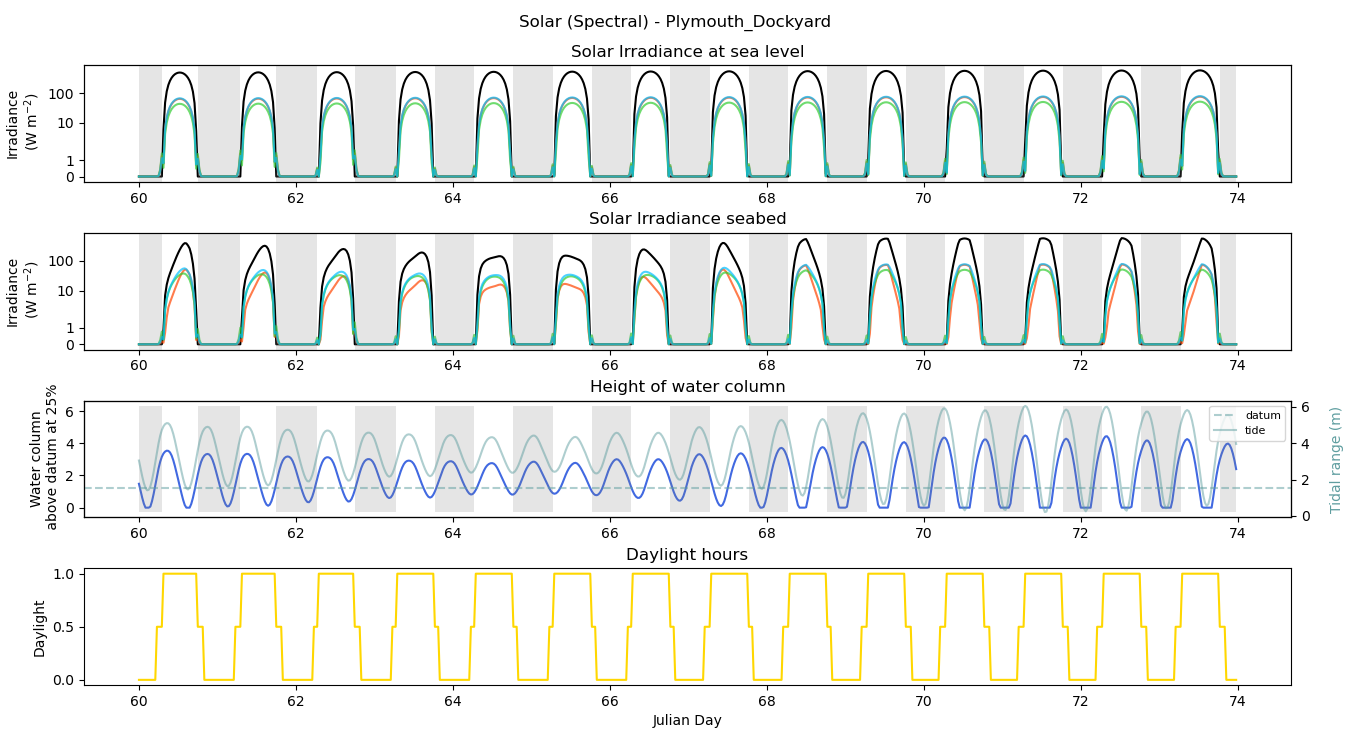 Solar (Spectral) - Plymouth_Dockyard
Solar Irradiance at sea level
Irradiance
(W m⁻²)
100
10
1
0
60 62 64 66 68 70 72 74
Solar Irradiance seabed
Irradiance
(W m⁻²)
100
10
1
0
60 62 64 66 68 70 72 74
Height of water column
Water column
above datum at 25%
6
4
2
0
datum
tide
6
4
2
0
Tidal range (m)
60 62 64 66 68 70 72 74
Daylight hours
Daylight
1.0
0.5
0.0
60 62 64 66 68 70 72 74
Julian Day